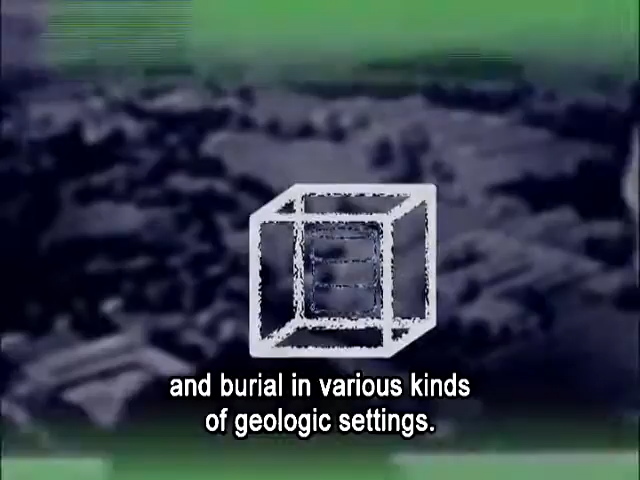 and burial in various kinds
of geologic settings.